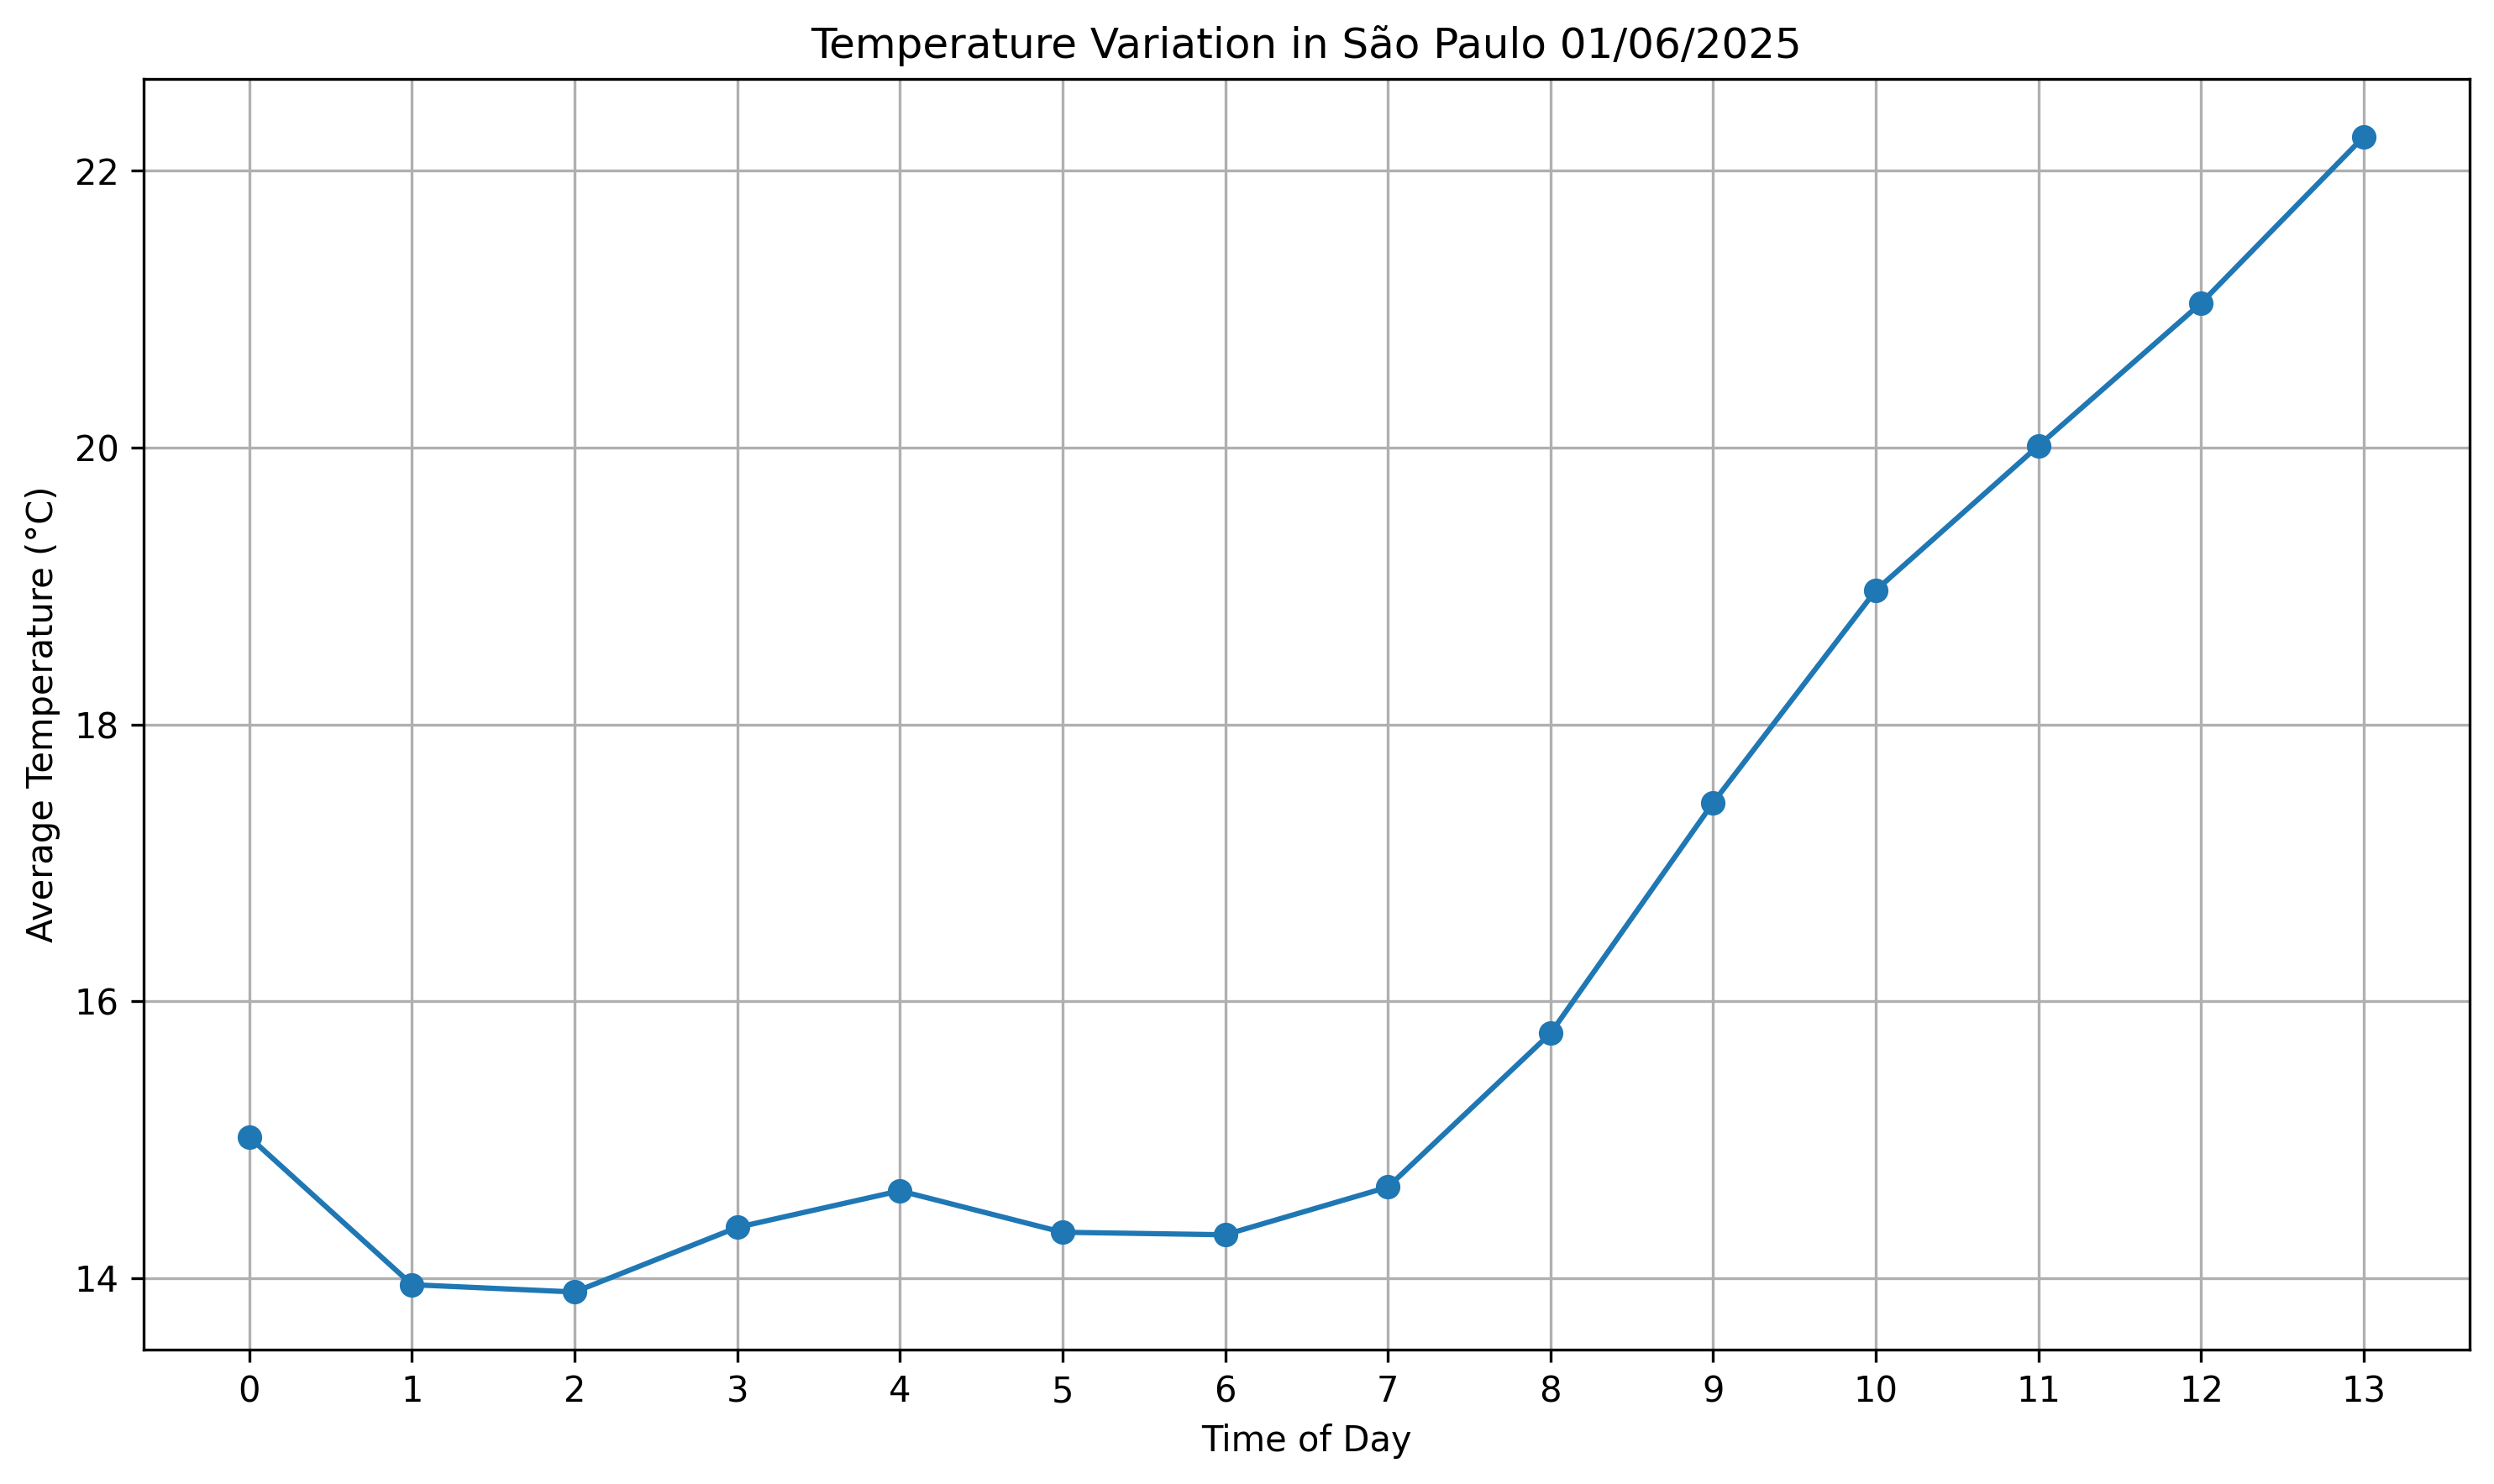 Temperature Variation in São Paulo 01/06/2025
Average Temperature (°C)
22
20
18
16
14
0 1 2 3 4 5 6 7 8 9 10 11 12 13
Time of Day